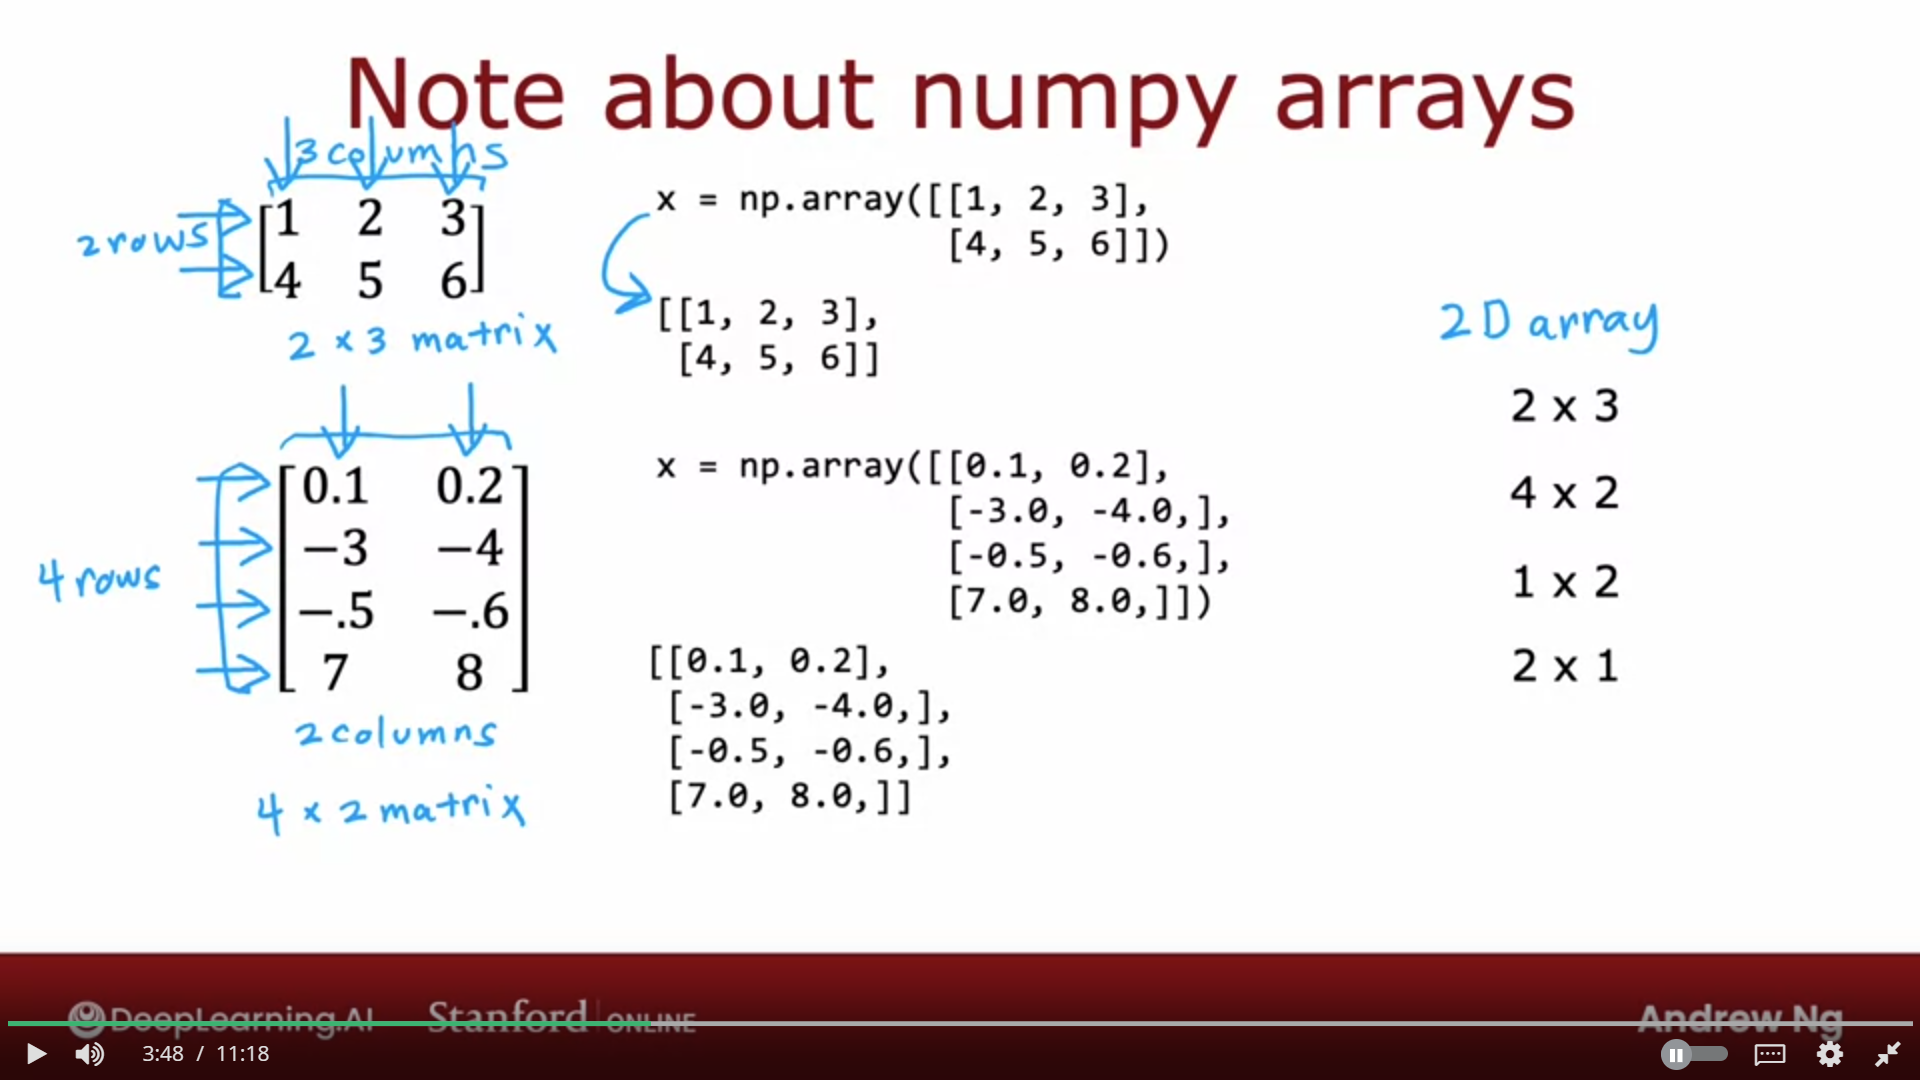 Note about numpy arrays
3 columns
2 rows
1 2 3
4 5 6
2 × 3 matrix
x = np.array([[1, 2, 3],
[4, 5, 6]])
[[1, 2, 3],
[4, 5, 6]]
4 rows
0.1 0.2
−3 −4
−.5 −.6
7 8
2 columns
4 × 2 matrix
x = np.array([[0.1, 0.2],
[-3.0, -4.0,],
[-0.5, -0.6,],
[7.0, 8.0,]])
[[0.1, 0.2],
[-3.0, -4.0,],
[-0.5, -0.6,],
[7.0, 8.0,]]
2D array
2 x 3
4 x 2
1 x 2
2 x 1
DeepLearning.AI
Stanford ONLINE
Andrew Ng
3:48 / 11:18